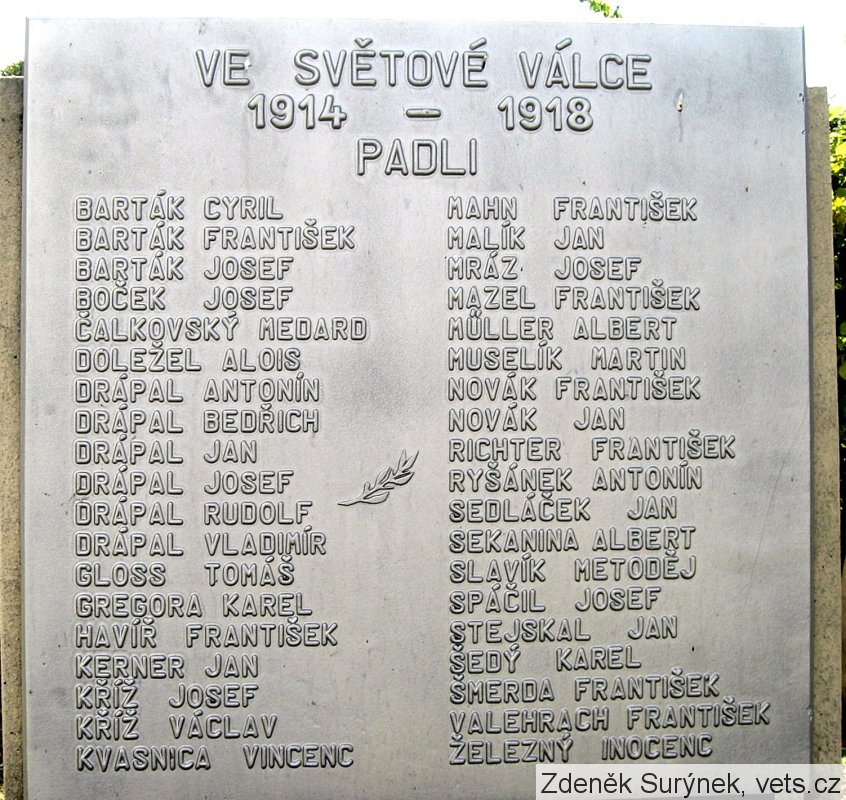 VE SVĚTOVÉ VÁLCE
1914 – 1918
PADLI
BARTÁK CYRIL
BARTÁK FRANTIŠEK
BARTÁK JOSEF
BOČEK JOSEF
ČALKOVSKÝ MEDARD
DOLEŽEL ALOIS
DRÁPAL ANTONÍN
DRÁPAL BEDŘICH
DRÁPAL JAN
DRÁPAL JOSEF
DRÁPAL RUDOLF
DRÁPAL VLADIMÍR
GLOSS TOMÁŠ
GREGORA KAREL
HAVÍŘ FRANTIŠEK
KERNER JAN
KŘÍŽ JOSEF
KŘÍŽ VÁCLAV
KVASNICA VINCENC
MAHN FRANTIŠEK
MALÍK JAN
MRÁZ JOSEF
MAZEL FRANTIŠEK
MŰLLER ALBERT
MUSELÍK MARTIN
NOVÁK FRANTIŠEK
NOVÁK JAN
RICHTER FRANTIŠEK
RYŠÁNEK ANTONÍN
SEDLÁČEK JAN
SEKANINA ALBERT
SLAVÍK METODĚJ
SPÁČIL JOSEF
STEJSKAL JAN
ŠEDÝ KAREL
ŠMERDA FRANTIŠEK
VALEHRACH FRANTIŠEK
ŽELEZNÝ INOCENC
Zdeněk Surýnek, vets.cz